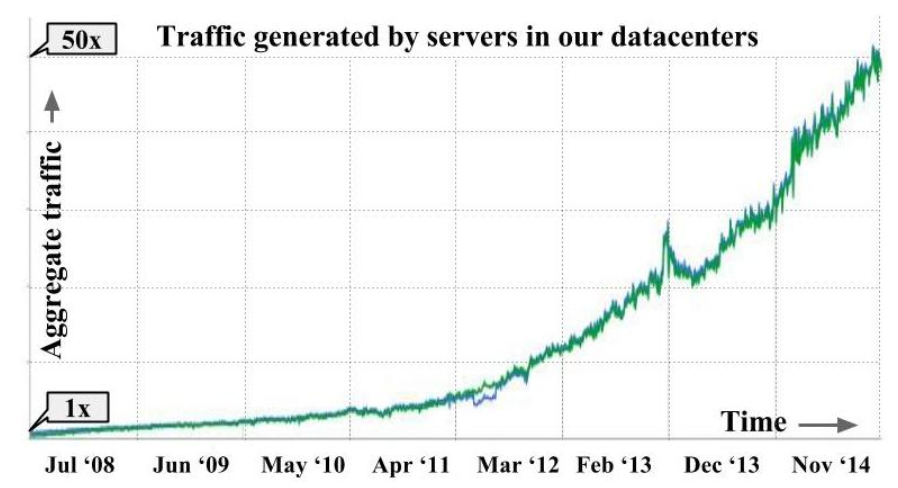 50x
Traffic generated by servers in our datacenters
Aggregate traffic
1x
Time
Jul ‘08 Jun ‘09 May ‘10 Apr ‘11 Mar ‘12 Feb ‘13 Dec ‘13 Nov ‘14